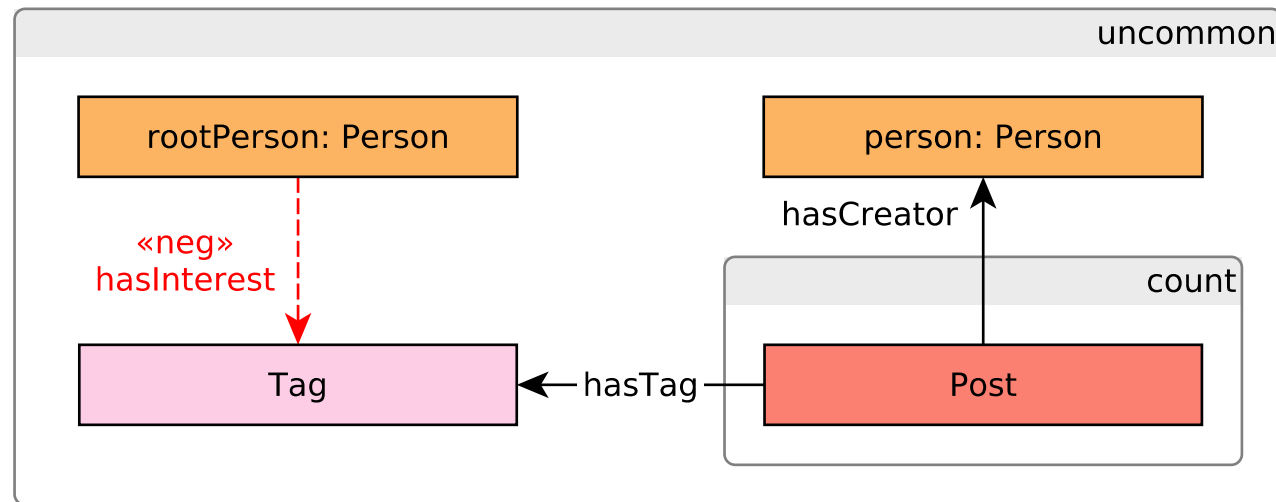 uncommon
rootPerson: Person
person: Person
hasCreator
«neg»
hasInterest
count
Tag
hasTag
Post